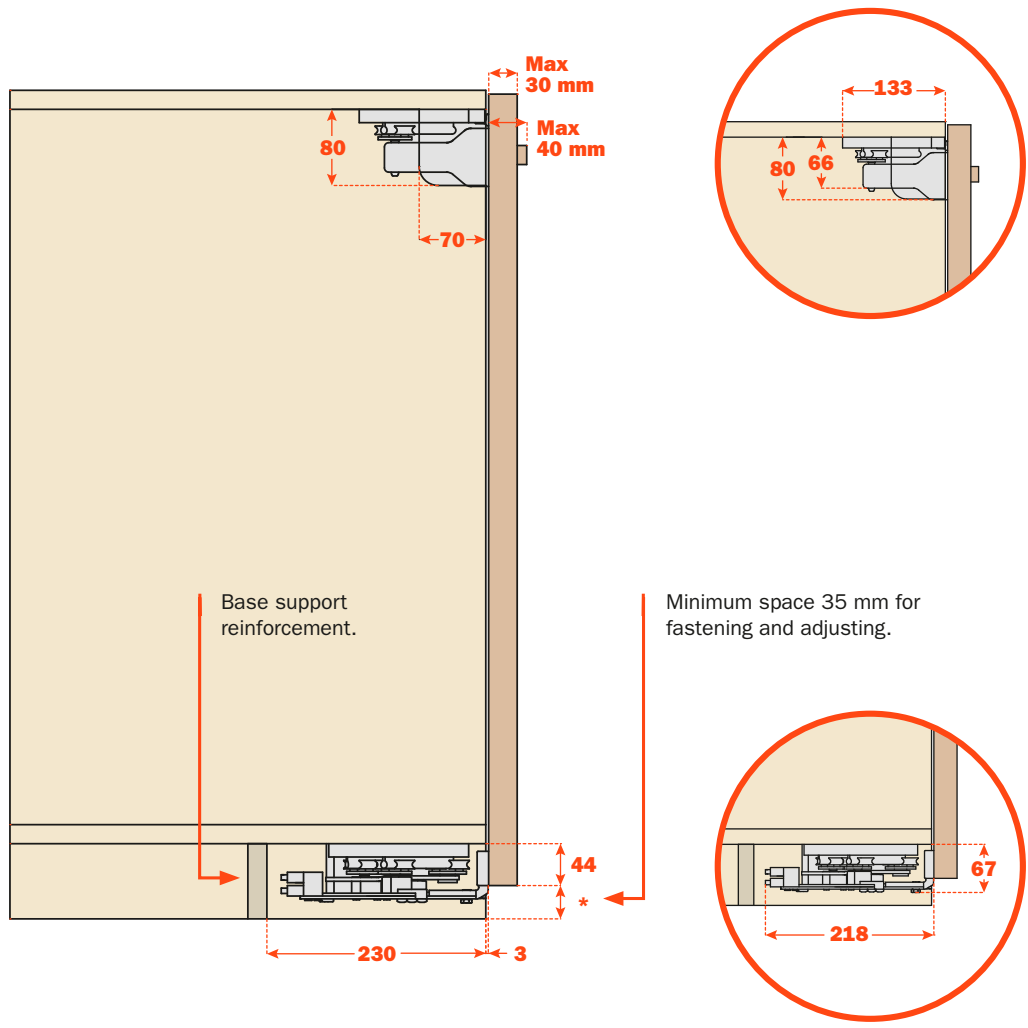 Max
30 mm
133
Max
40 mm
80
80
66
70
Base support
reinforcement.
Minimum space 35 mm for
fastening and adjusting.
44
67
*
218
230
3